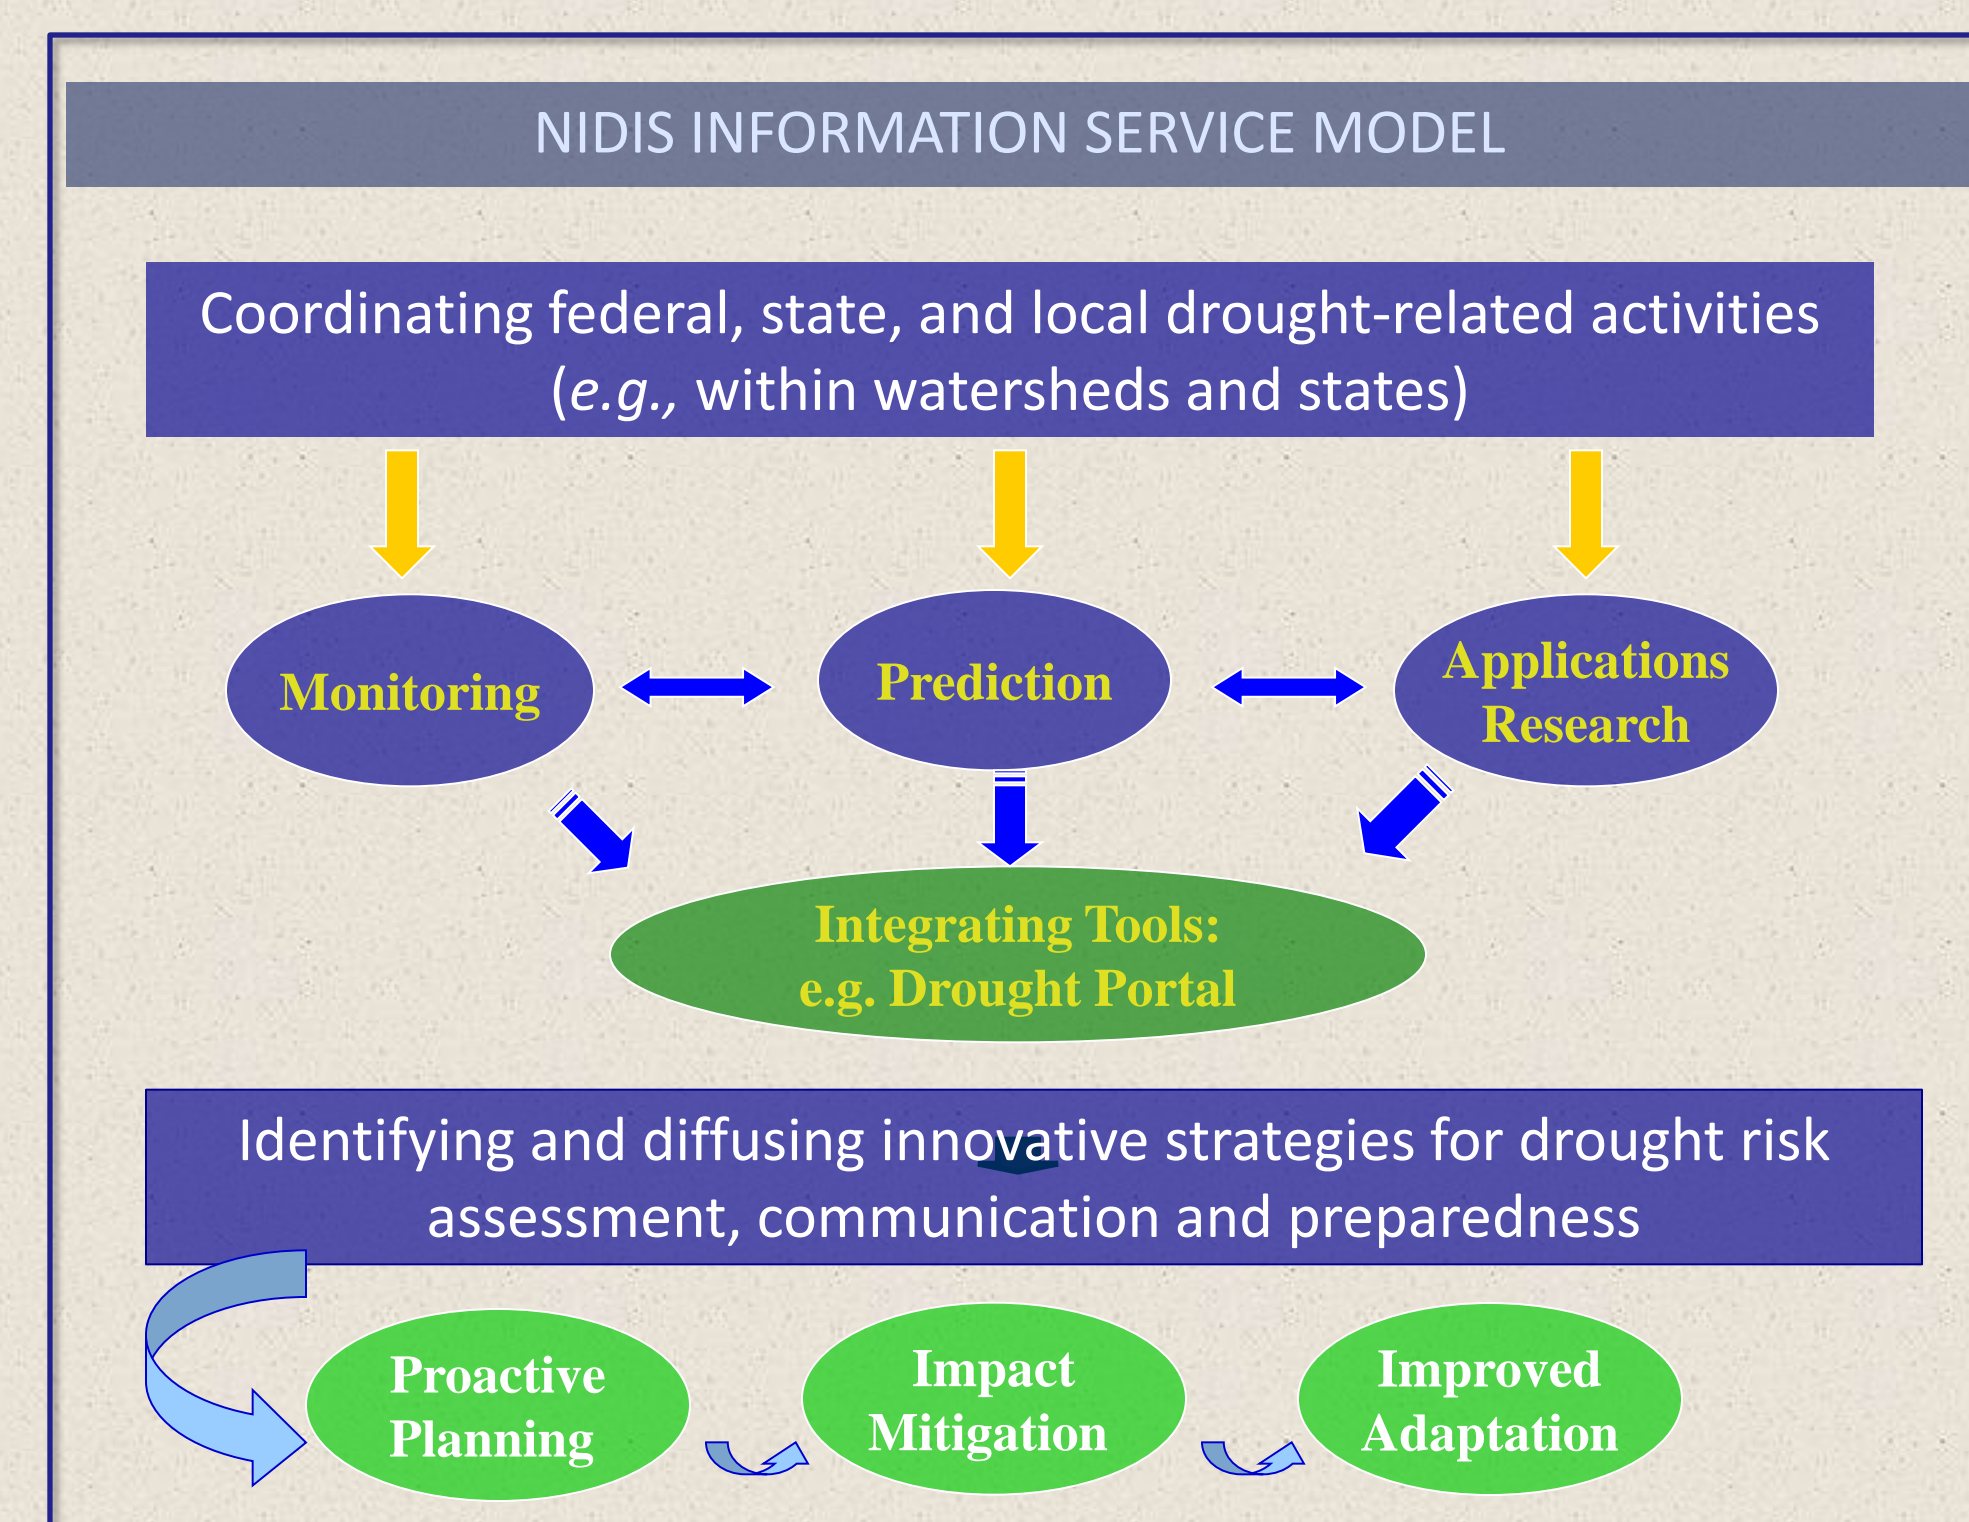 NIDIS INFORMATION SERVICE MODEL
Coordinating federal, state, and local drought-related activities
(e.g., within watersheds and states)
Monitoring
Prediction
Applications
Research
Integrating Tools:
e.g. Drought Portal
Identifying and diffusing innovative strategies for drought risk
assessment, communication and preparedness
Proactive
Planning
Impact
Mitigation
Improved
Adaptation